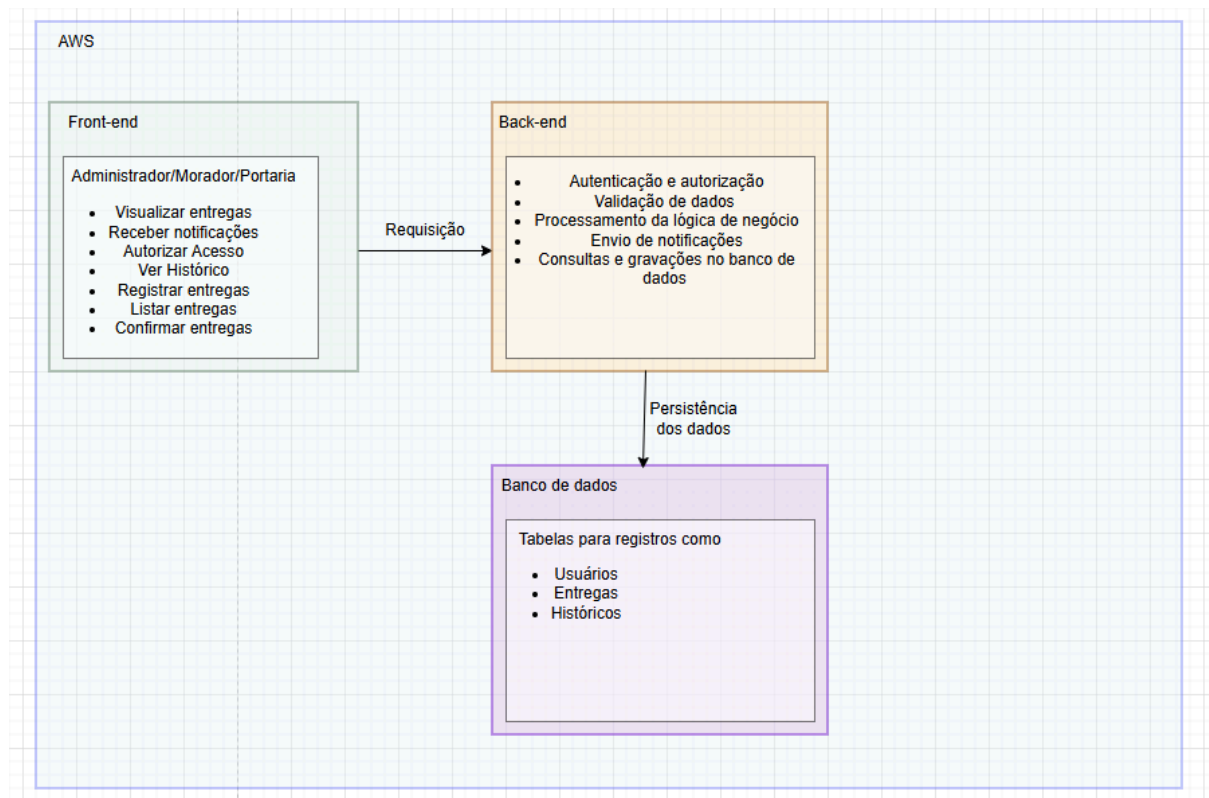 AWS
Front-end
Administrador/Morador/Portaria
• Visualizar entregas
• Receber notificações
• Autorizar Acesso
• Ver Histórico
• Registrar entregas
• Listar entregas
• Confirmar entregas
Requisição
Back-end
• Autenticação e autorização
• Validação de dados
• Processamento da lógica de negócio
• Envio de notificações
• Consultas e gravações no banco de
dados
Persistência
dos dados
Banco de dados
Tabelas para registros como
• Usuários
• Entregas
• Históricos